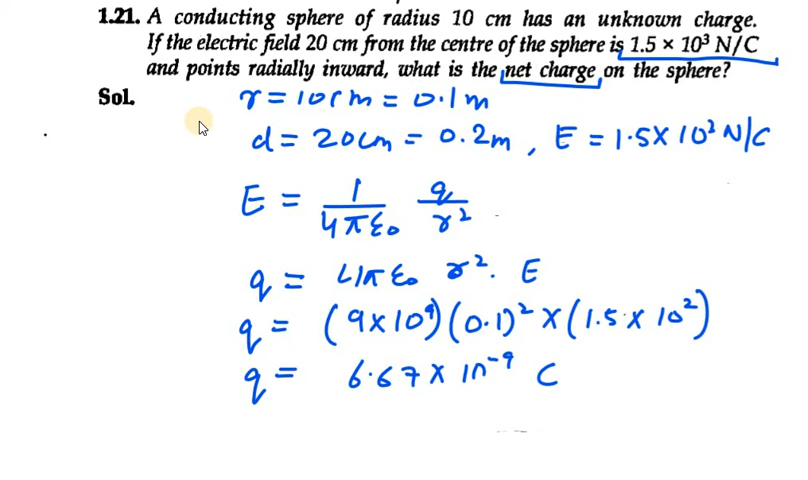 1.21. A conducting sphere of radius 10 cm has an unknown charge.
If the electric field 20 cm from the centre of the sphere is 1.5 × 10³ N/C
and points radially inward, what is the net charge on the sphere?
Sol. r = 10cm = 0.1m
d = 20cm = 0.2m, E = 1.5×10² N/C
E = 1/4πε₀ q/r²
q = 4πε₀ r². E
q = (9×10⁹)(0.1)² × (1.5×10²)
q = 6.67×10⁻⁹ C